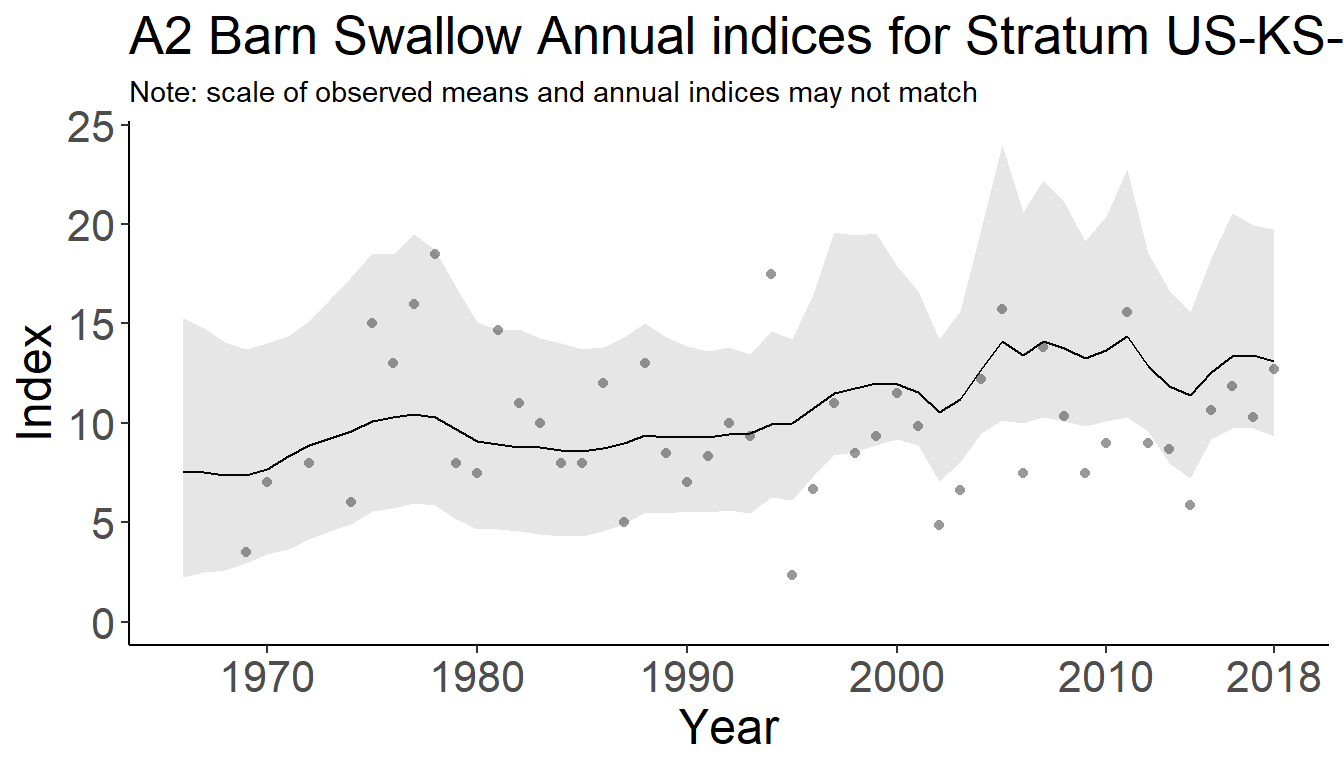 A2 Barn Swallow Annual indices for Stratum US-KS-
Note: scale of observed means and annual indices may not match
25
20
15
10
5
0
Index
1970 1980 1990 2000 2010 2018
Year